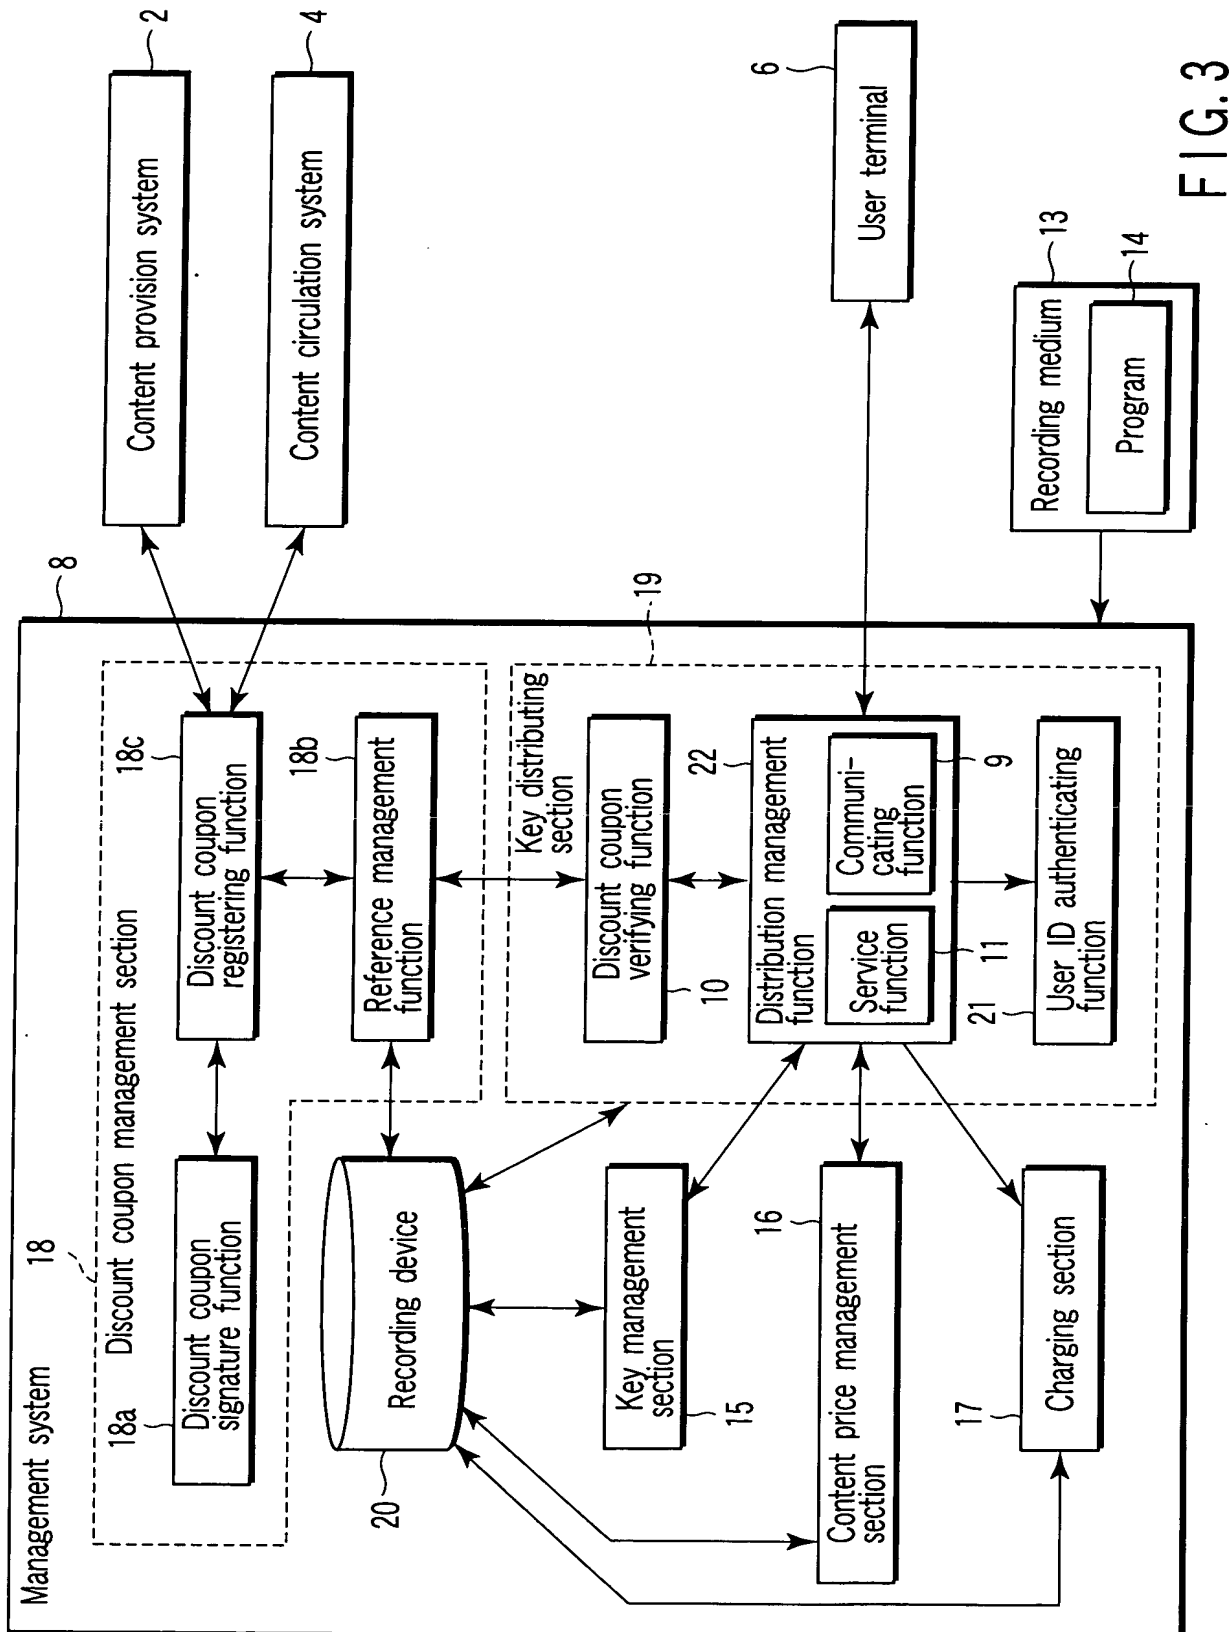 Management system
8
18
Discount coupon management section
18a
Discount coupon
signature function
18c
Discount coupon
registering function
18b
Reference management
function
2
Content provision system
4
Content circulation system
20
Recording device
19
Key distributing
section
Discount coupon
verifying function
10
22
Distribution management
function
Service
function
11
Communi-
cating
function
9
21
User ID authenticating
function
Key management
section
15
16
Content price management
section
17
Charging section
6
User terminal
13
Recording medium
14
Program
FIG. 3